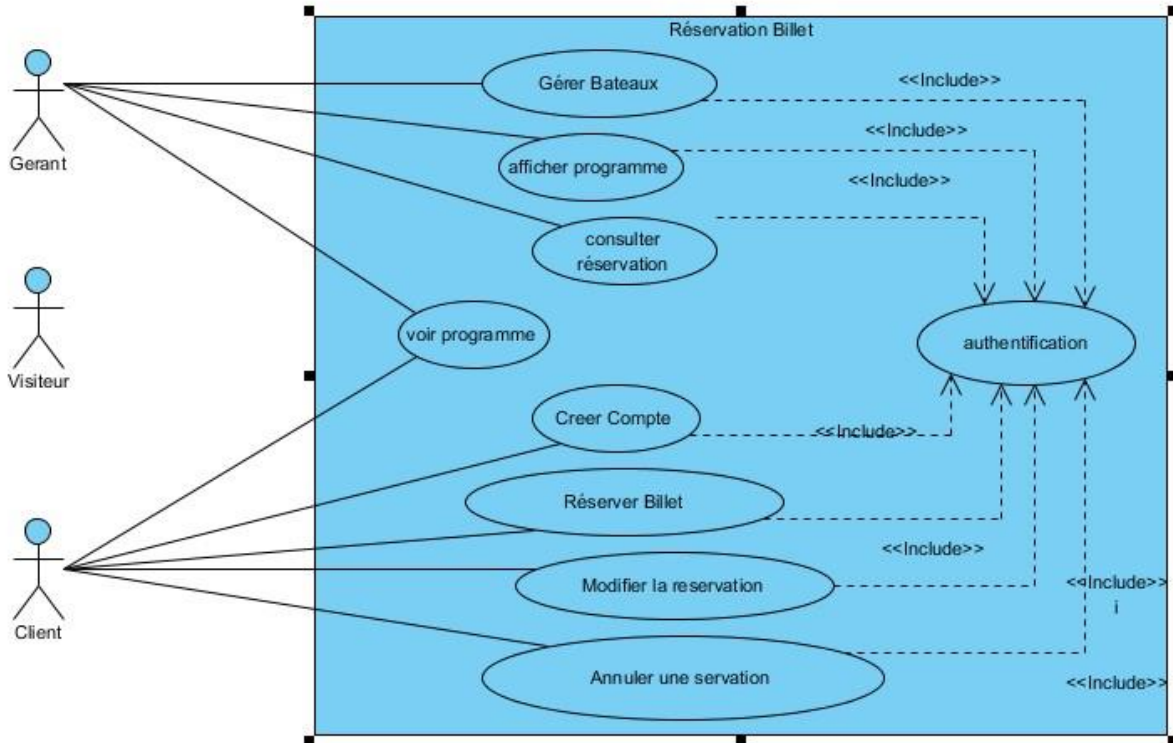 Réservation Billet
Gérer Bateaux
<<Include>>
afficher programme
<<Include>>
Gerant
consulter
réservation
<<Include>>
voir programme
authentification
Visiteur
Creer Compte
<<Include>>
Réserver Billet
<<Include>>
Modifier la reservation
<<Include>>
i
Client
Annuler une servation
<<Include>>